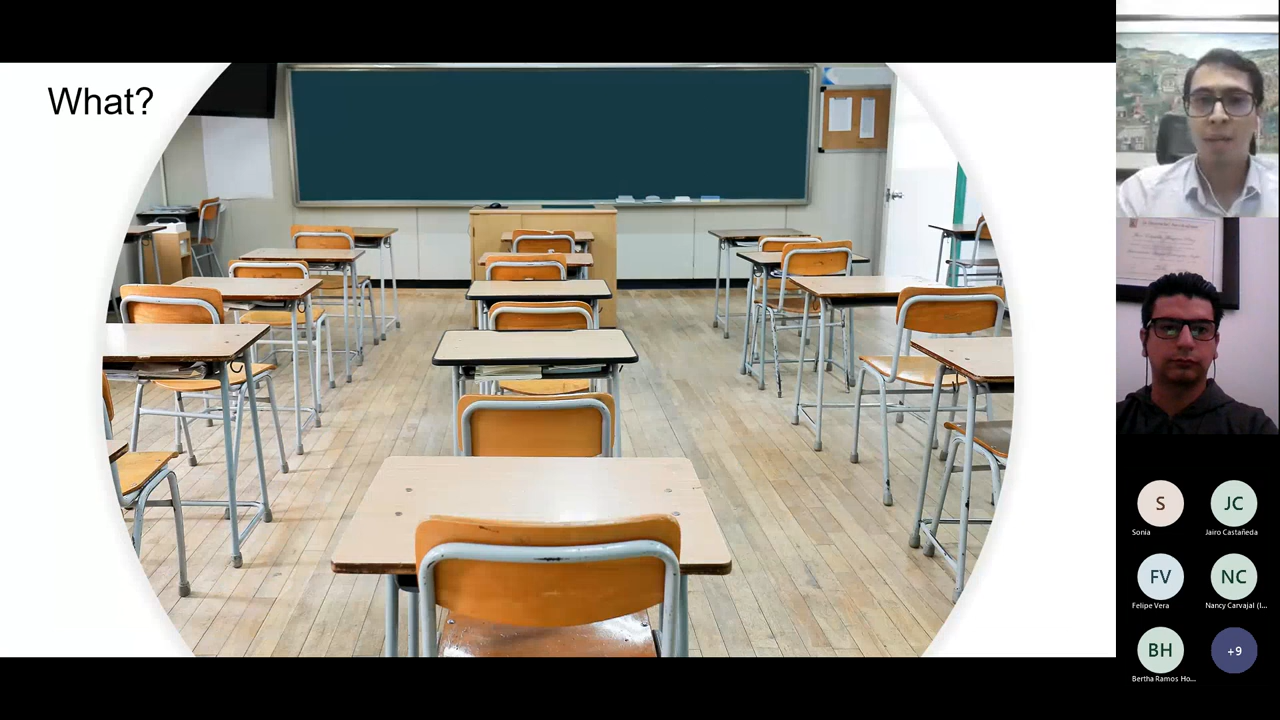 What?
S
JC
Sonia
Jairo Castañeda
FV
NC
Felipe Vera
Nancy Carvajal (I...
BH
+9
Bertha Ramos Ho...